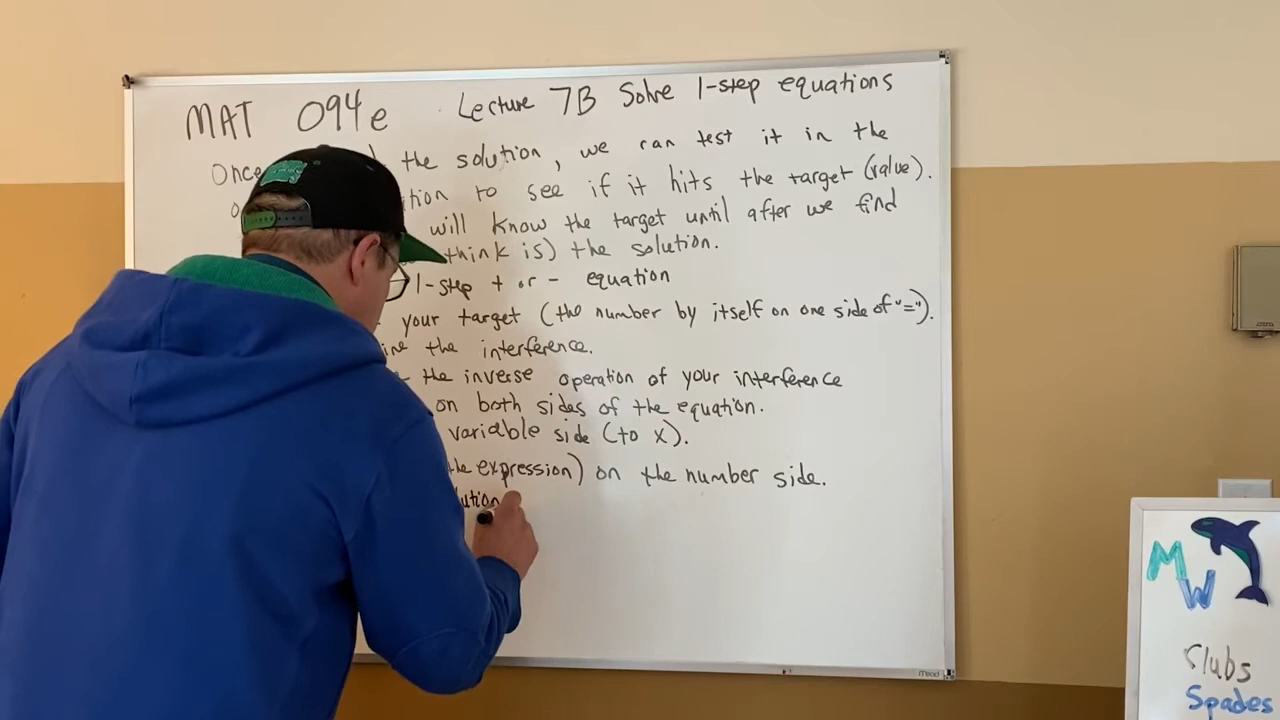 MAT 094e Lecture 7B Solve 1-step equations
Once the solution, we can test it in the
to see if it hits the target (value).
will know the target until after we find
think is) the solution.
1-step + or - equation
your target (the number by itself on one side of "=").
the interference.
the inverse operation of your interference
on both sides of the equation.
variable side (to x).
the expression) on the number side.
MW
Clubs
Spades
Mead